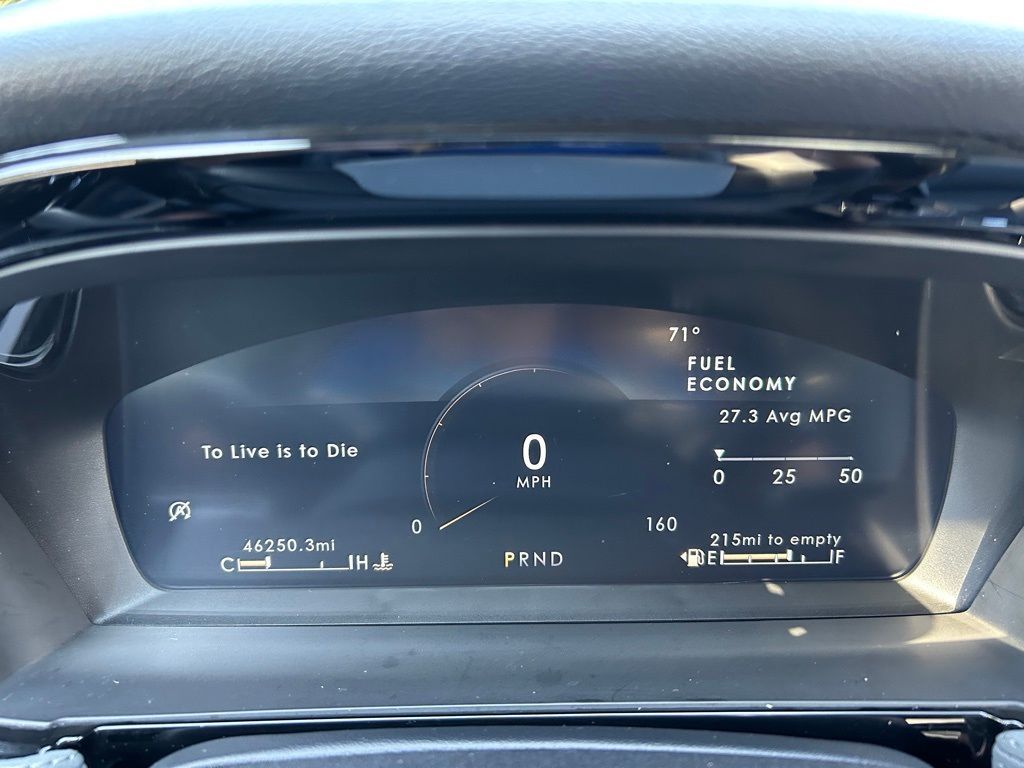 71°
FUEL
ECONOMY
27.3 Avg MPG
To Live is to Die
0
MPH
0 25 50
0
160
46250.3mi
215mi to empty
C H
PRND
E F